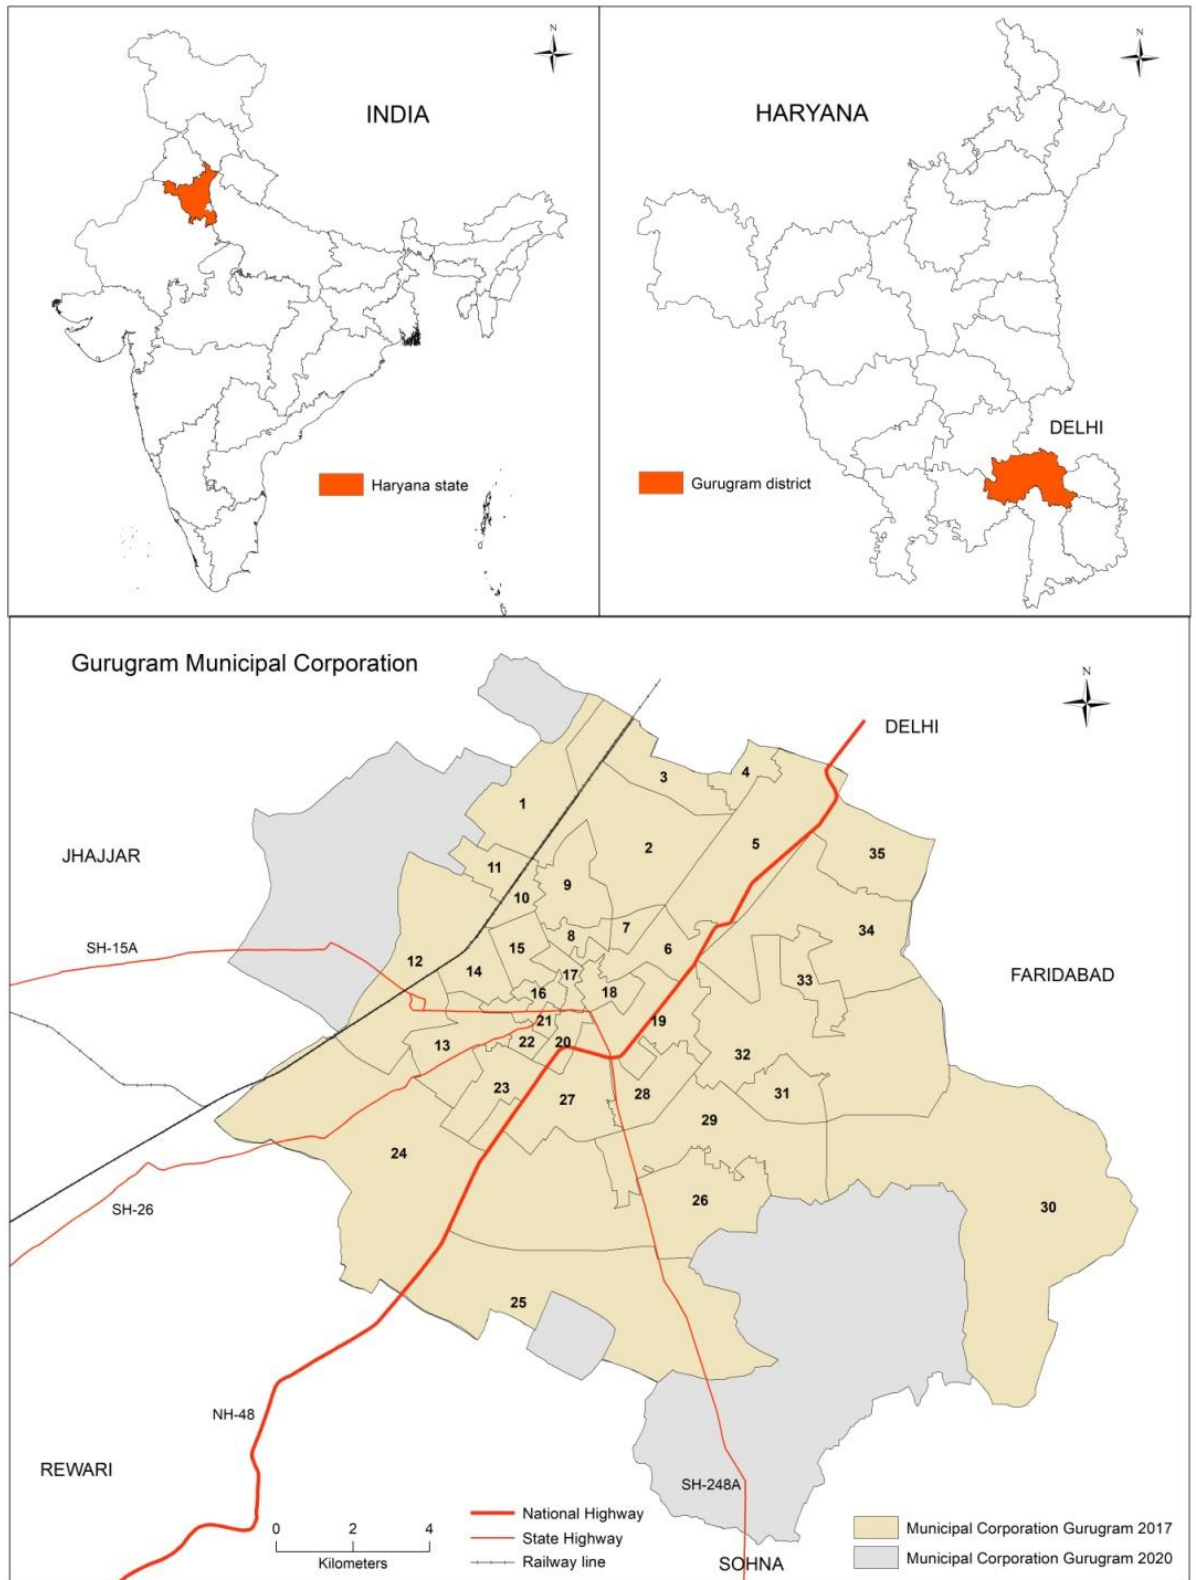 N
INDIA
Haryana state
N
HARYANA
DELHI
Gurugram district
Gurugram Municipal Corporation
N
DELHI
JHAJJAR
FARIDABAD
REWARI
SOHNA
SH-15A
SH-26
NH-48
SH-248A
1
2
3
4
5
6
7
8
9
10
11
12
13
14
15
16
17
18
19
20
21
22
23
24
25
26
27
28
29
30
31
32
33
34
35
0 2 4
Kilometers
National Highway
State Highway
Railway line
Municipal Corporation Gurugram 2017
Municipal Corporation Gurugram 2020